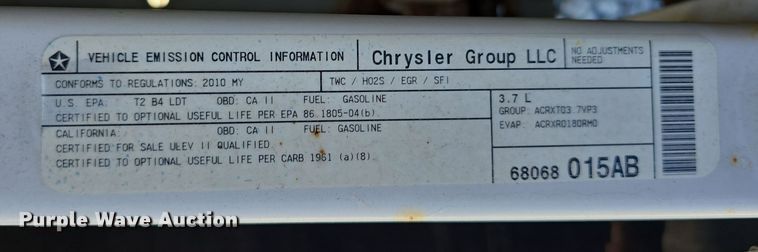 VEHICLE EMISSION CONTROL INFORMATION
Chrysler Group LLC
NO ADJUSTMENTS
NEEDED
CONFORMS TO REGULATIONS: 2010 MY
TWC / HO2S / EGR / SFI
U.S. EPA: T2 B4 LDT OBD: CA II FUEL: GASOLINE
CERTIFIED TO OPTIONAL USEFUL LIFE PER EPA 86.1805-04(b).
CALIFORNIA: OBD: CA II FUEL: GASOLINE
CERTIFIED FOR SALE ULEV II QUALIFIED.
CERTIFIED TO OPTIONAL USEFUL LIFE PER CARB 1961 (a)(8).
3.7 L
GROUP: ACRXT03.7VP3
EVAP: ACRXR0180RM0
68068 015AB
Purple Wave Auction